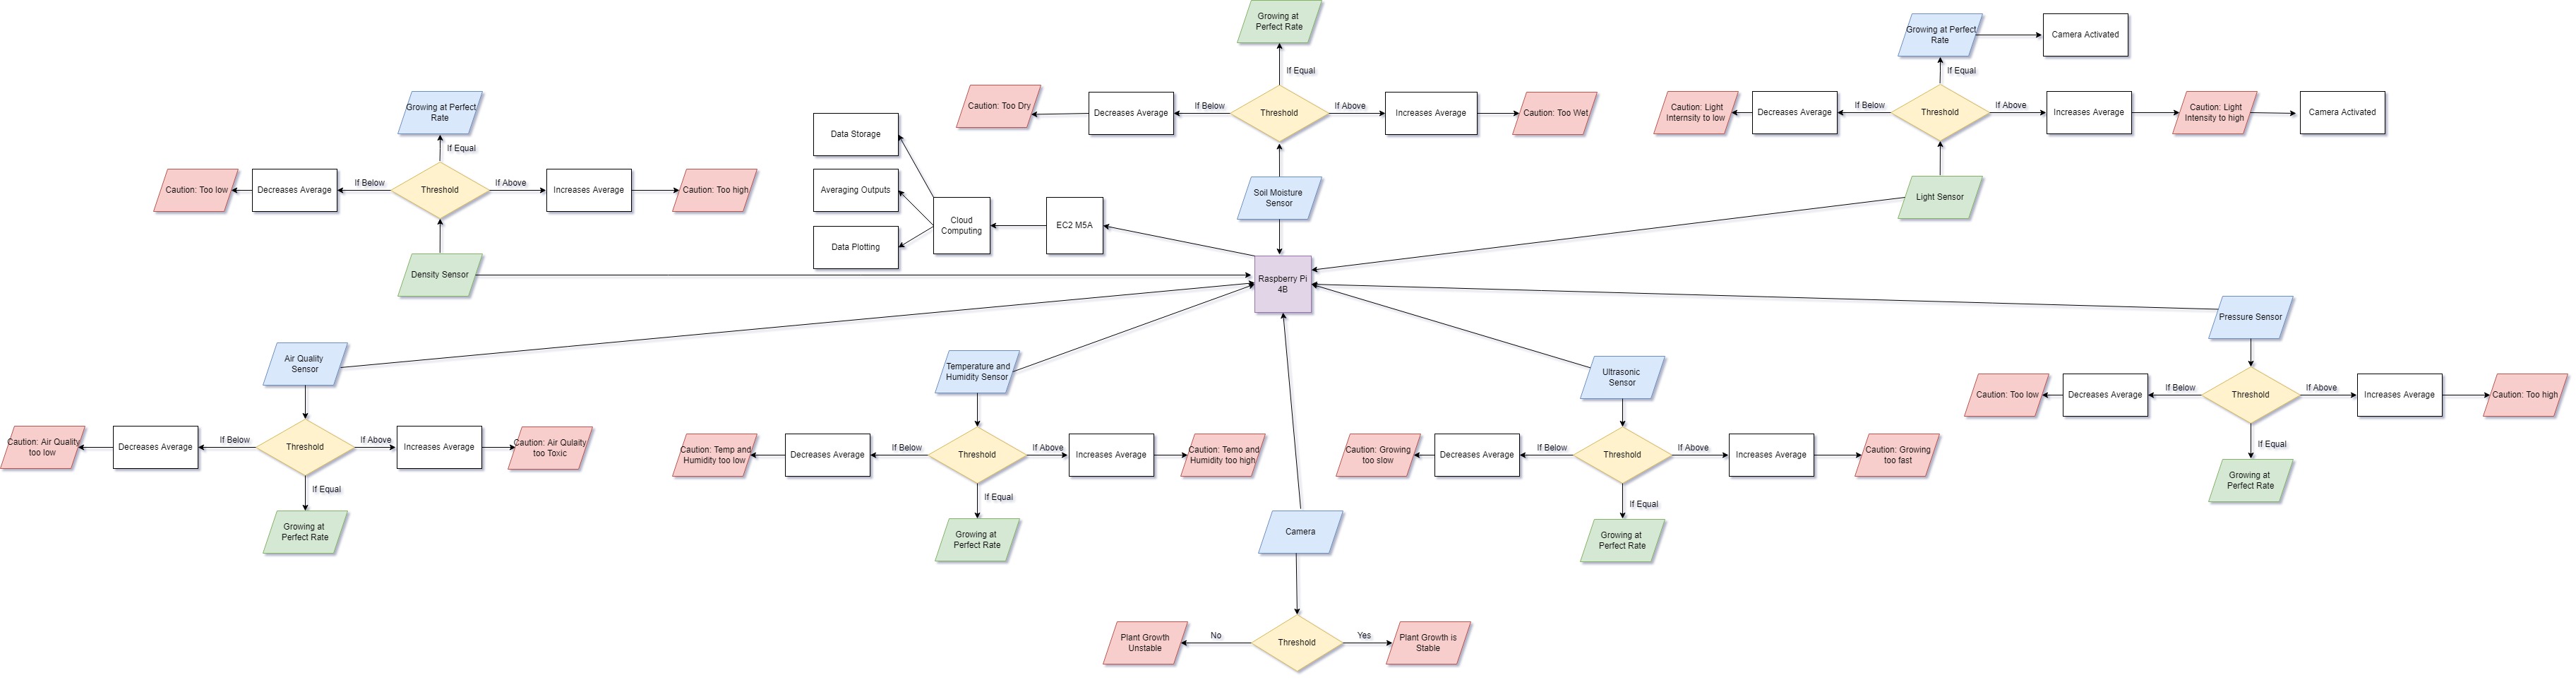 Growing at
Perfect Rate
If Equal
Caution: Too Dry
Decreases Average
If Below
Threshold
If Above
Increases Average
Caution: Too Wet
Soil Moisture
Sensor
Growing at Perfect
Rate
Camera Activated
If Equal
Caution: Light
Internsity to low
Decreases Average
If Below
Threshold
If Above
Increases Average
Caution: Light
Intensity to high
Camera Activated
Light Sensor
Growing at Perfect
Rate
If Equal
Caution: Too low
Decreases Average
If Below
Threshold
If Above
Increases Average
Caution: Too high
Density Sensor
Data Storage
Averaging Outputs
Data Plotting
Cloud
Computing
EC2 M5A
Raspberry Pi
4B
Air Quality
Sensor
Caution: Air Quality
too low
Decreases Average
If Below
Threshold
If Above
Increases Average
Caution: Air Qulaity
too Toxic
If Equal
Growing at
Perfect Rate
Temperature and
Humidity Sensor
Caution: Temp and
Humidity too low
Decreases Average
If Below
Threshold
If Above
Increases Average
Caution: Temo and
Humidity too high
If Equal
Growing at
Perfect Rate
Ultrasonic
Sensor
Caution: Growing
too slow
Decreases Average
If Below
Threshold
If Above
Increases Average
Caution: Growing
too fast
If Equal
Growing at
Perfect Rate
Pressure Sensor
Caution: Too low
Decreases Average
If Below
Threshold
If Above
Increases Average
Caution: Too high
If Equal
Growing at
Perfect Rate
Camera
Plant Growth
Unstable
No
Threshold
Yes
Plant Growth is
Stable